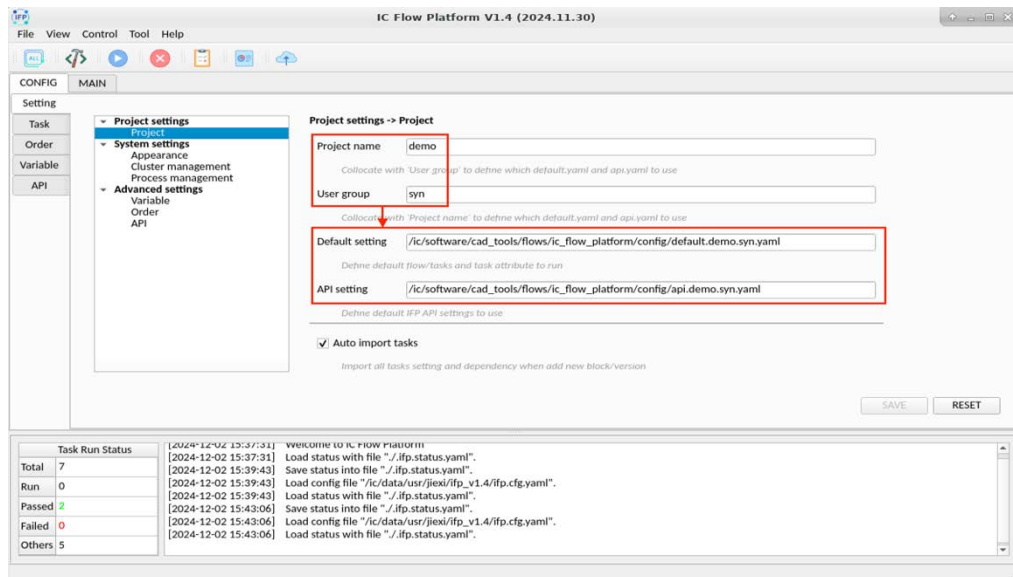 IFP
IC Flow Platform V1.4 (2024.11.30)
File View Control Tool Help
ALL
CONFIG MAIN
Setting
Task
Order
Variable
API
Project settings
Project
System settings
Appearance
Cluster management
Process management
Advanced settings
Variable
Order
API
Project settings -> Project
Project name demo
Collocate with 'User group' to define which default.yaml and api.yaml to use
User group syn
Collocate with 'Project name' to define which default.yaml and api.yaml to use
Default setting /ic/software/cad_tools/flows/ic_flow_platform/config/default.demo.syn.yaml
Define default flow/tasks and task attribute to run
API setting /ic/software/cad_tools/flows/ic_flow_platform/config/api.demo.syn.yaml
Define default IFP API settings to use
Auto import tasks
Import all tasks setting and dependency when add new block/version
SAVE RESET
Task Run Status
Total 7
Run 0
Passed 2
Failed 0
Others 5
[2024-12-02 15:37:31] Welcome to IC Flow Platform
[2024-12-02 15:37:31] Load status with file "./.ifp.status.yaml".
[2024-12-02 15:39:43] Save status into file "./.ifp.status.yaml".
[2024-12-02 15:39:43] Load config file "/ic/data/usr/jiexi/ifp_v1.4/ifp.cfg.yaml".
[2024-12-02 15:39:43] Load status with file "./.ifp.status.yaml".
[2024-12-02 15:43:06] Save status into file "./.ifp.status.yaml".
[2024-12-02 15:43:06] Load config file "/ic/data/usr/jiexi/ifp_v1.4/ifp.cfg.yaml".
[2024-12-02 15:43:06] Load status with file "./.ifp.status.yaml".